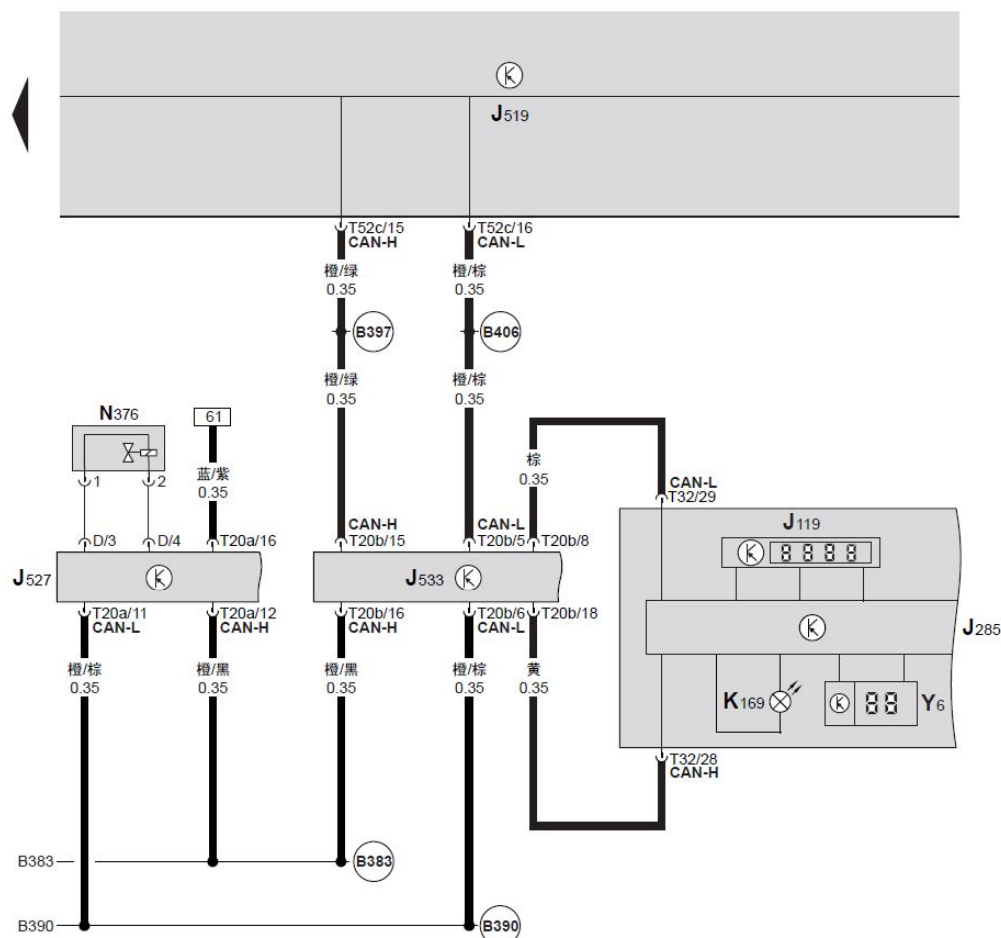 J519
T52c/15 T52c/16
CAN-H CAN-L
橙/绿 橙/棕
0.35 0.35
B397 B406
橙/绿 橙/棕
0.35 0.35
N376 61
1 2
蓝/紫
0.35
棕
0.35
CAN-L
T32/29
CAN-H CAN-L
D/3 D/4 T20a/16 T20b/15 T20b/5 T20b/8
J119
8888
J527 J533
J285
T20a/11 T20a/12 T20b/16 T20b/6 T20b/18
CAN-L CAN-H CAN-H CAN-L
橙/棕 橙/黑 橙/黑 橙/棕 黄
0.35 0.35 0.35 0.35 0.35
K169 88 Y6
T32/28
CAN-H
B383 B383
B390 B390